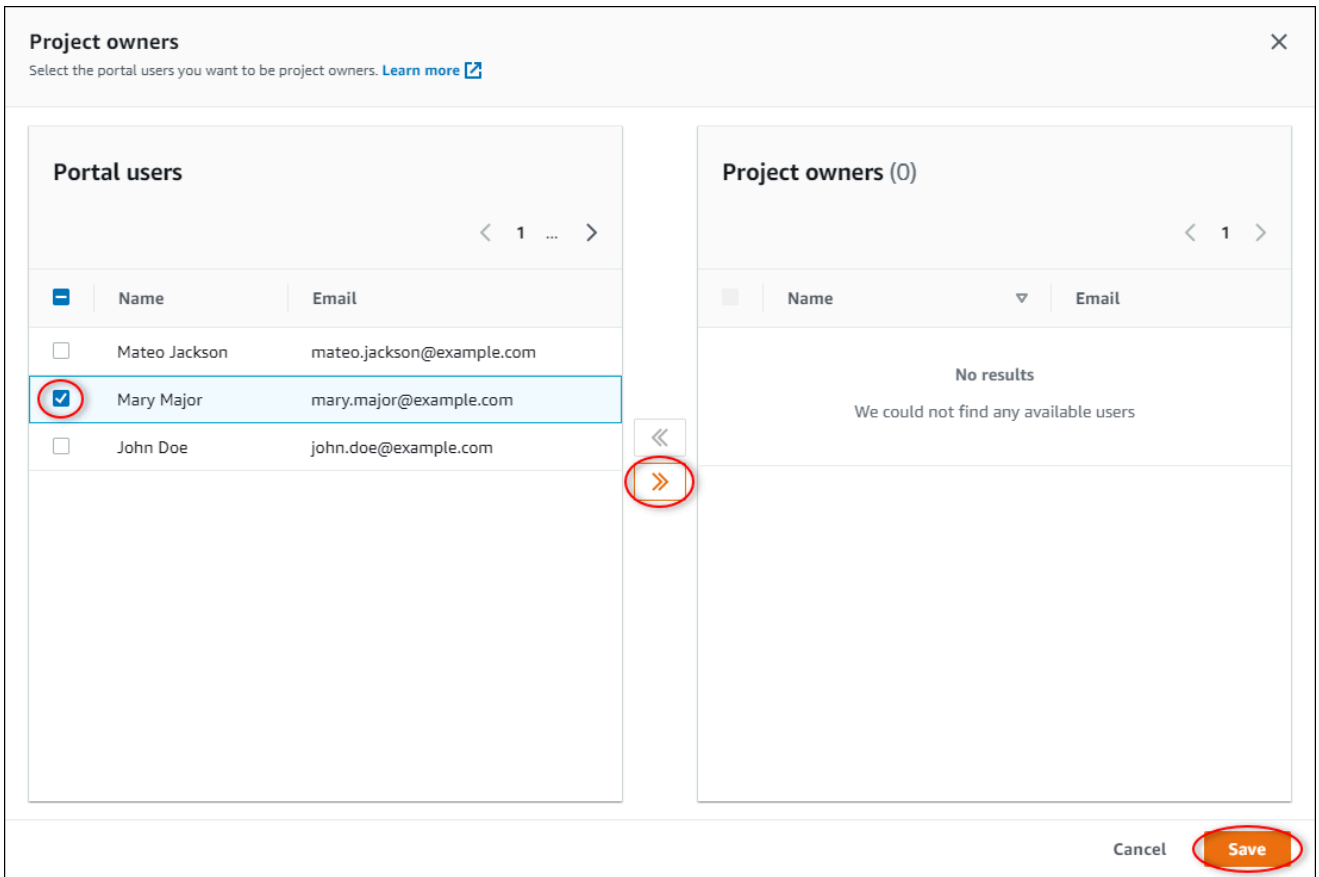 Project owners
Select the portal users you want to be project owners. Learn more
Portal users
1 ...
Name Email
Mateo Jackson mateo.jackson@example.com
Mary Major mary.major@example.com
John Doe john.doe@example.com
Project owners (0)
1
Name Email
No results
We could not find any available users
Cancel Save